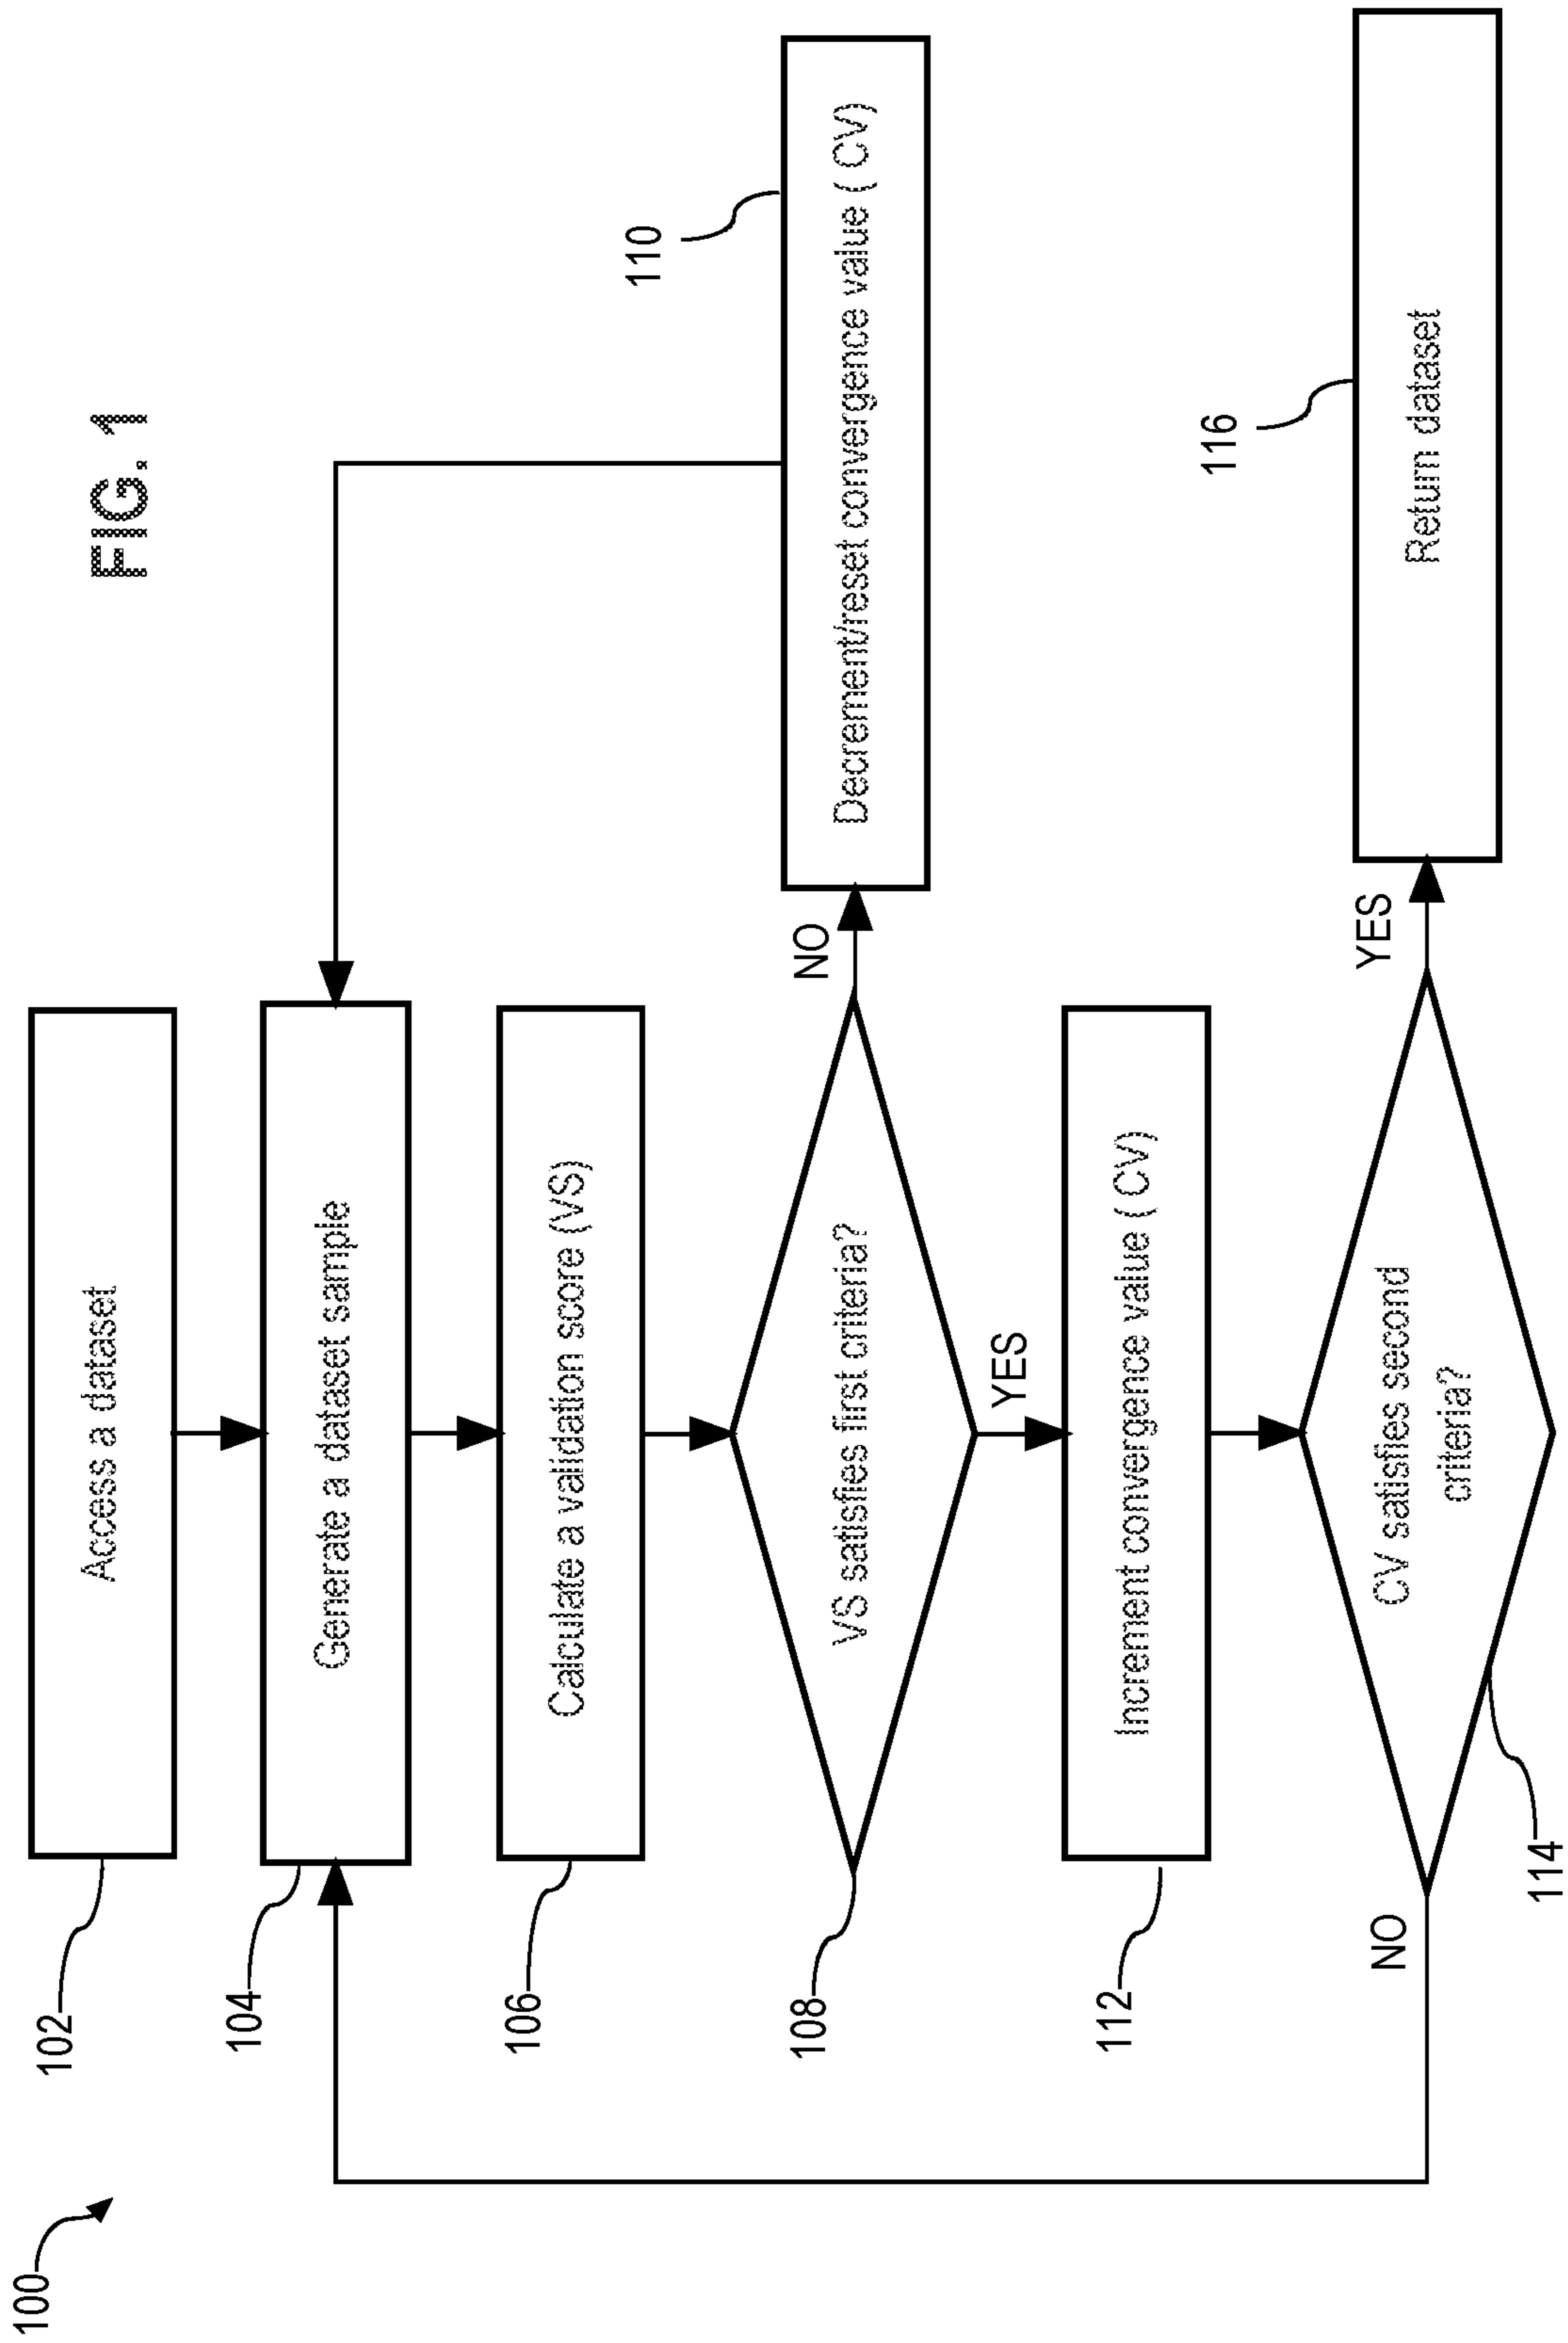 FIG. 1
100
102
Access a dataset
104
Generate a dataset sample
106
Calculate a validation score (VS)
108
VS satisfies first criteria?
NO
110
Decrement/reset convergence value ( CV)
YES
112
Increment convergence value ( CV)
CV satisfies second
criteria?
114
NO
YES
116
Return dataset